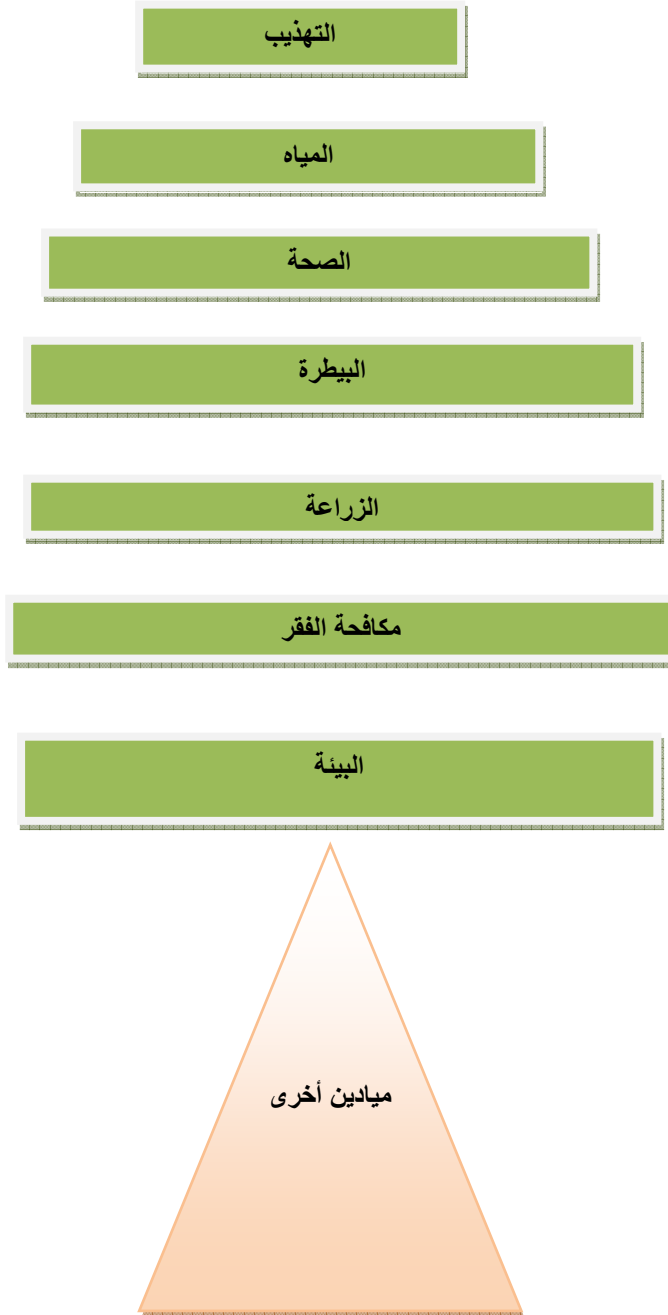 التهذيب
المياه
الصحة
البيطرة
الزراعة
مكافحة الفقر
البيئة
ميادين أخرى